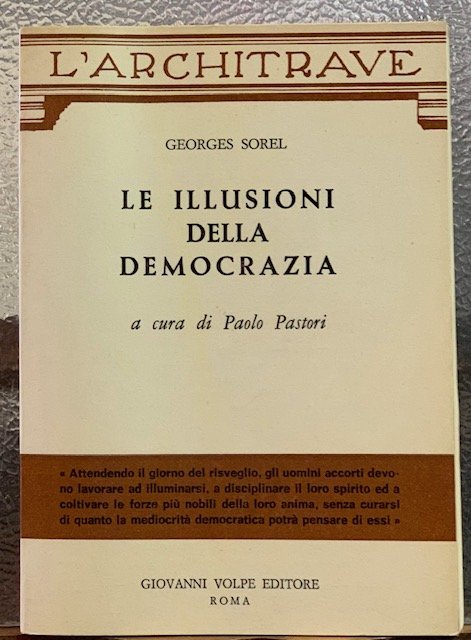 L'ARCHITRAVE
GEORGES SOREL
LE ILLUSIONI
DELLA
DEMOCRAZIA
a cura di Paolo Pastori
« Attendendo il giorno del risveglio, gli uomini accorti devo-
no lavorare ad illuminarsi, a disciplinare il loro spirito ed a
coltivare le forze più nobili della loro anima, senza curarsi
di quanto la mediocrità democratica potrà pensare di essi »
GIOVANNI VOLPE EDITORE
ROMA